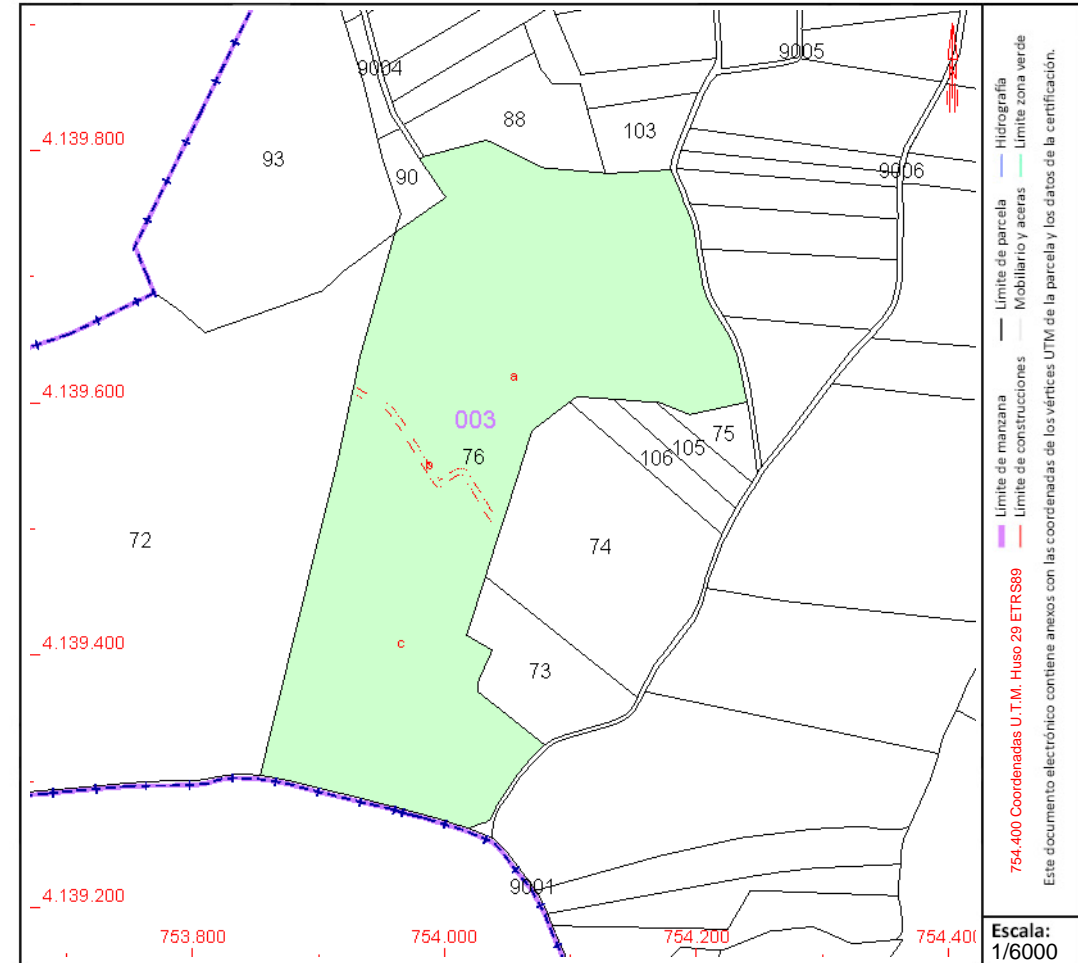 9004
9005
88
103
4.139.800
93
90
9006
4.139.600
a
003
76
75
105
106
b
72
74
4.139.400
c
73
9001
4.139.200
753.800
754.000
754.200
754.400
Hidrografía
Límite zona verde
Límite de parcela
Mobiliario y aceras
Límite de manzana
Límite de construcciones
754.400 Coordenadas U.T.M. Huso 29 ETRS89
Este documento electrónico contiene anexos con las coordenadas de los vértices UTM de la parcela y los datos de la certificación.
Escala:
1/6000